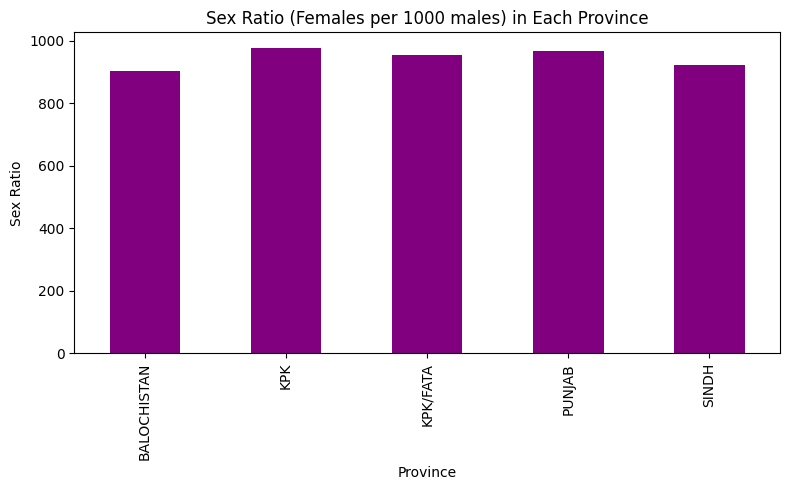 Sex Ratio (Females per 1000 males) in Each Province
Sex Ratio
1000
800
600
400
200
0
BALOCHISTAN
KPK
KPK/FATA
PUNJAB
SINDH
Province